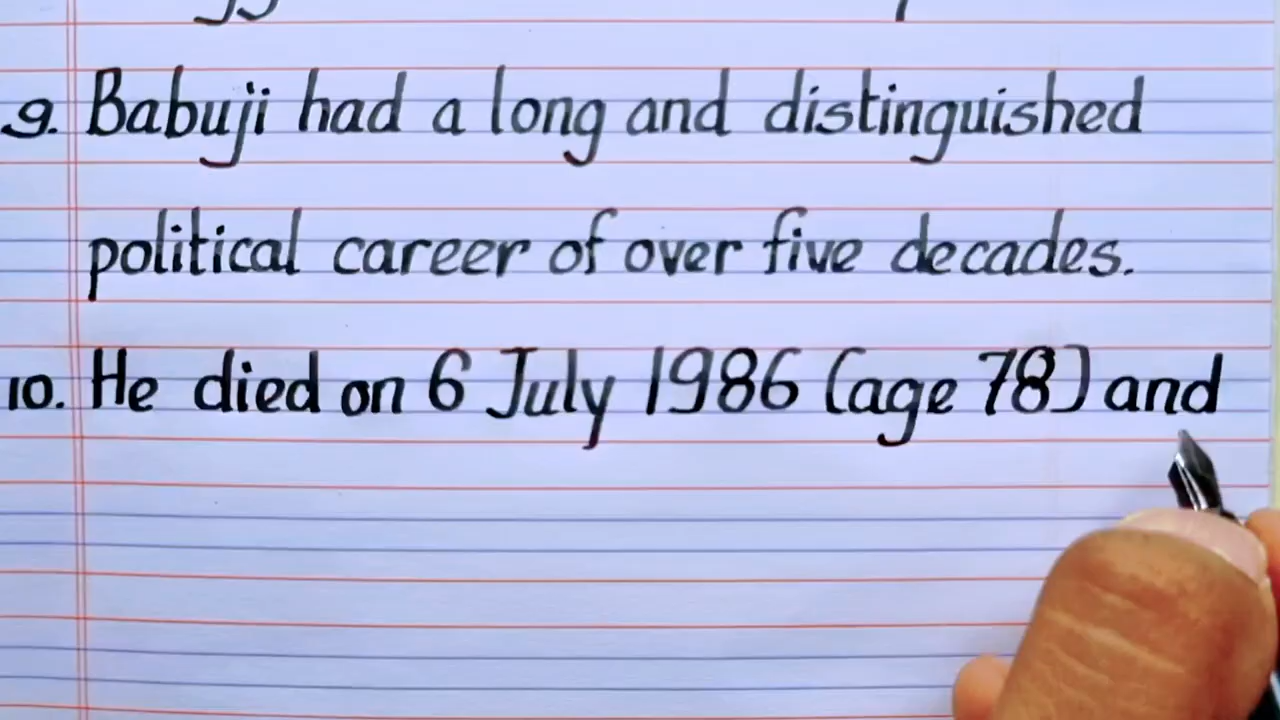 9. Babuji had a long and distinguished
political career of over five decades.
10. He died on 6 July 1986 (age 78) and